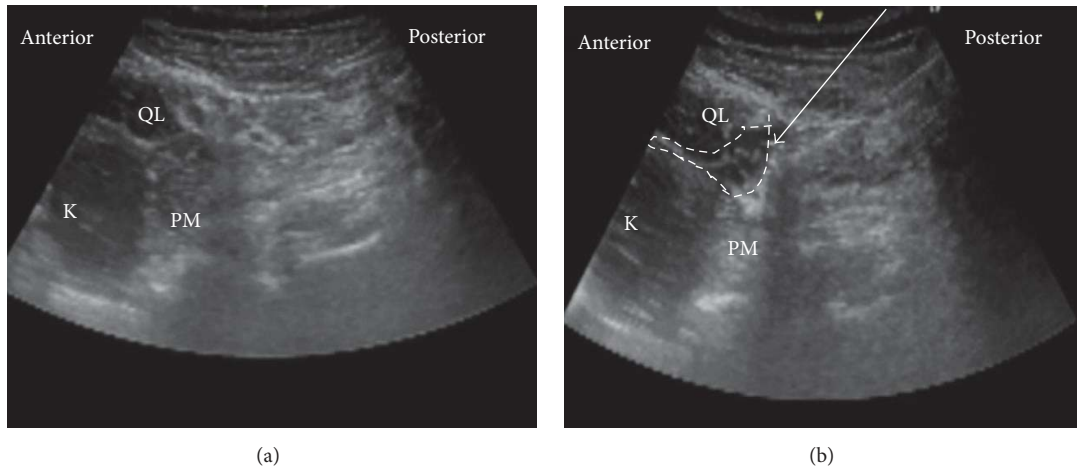 Anterior
Posterior
QL
K
PM
(a)
Anterior
Posterior
QL
K
PM
(b)